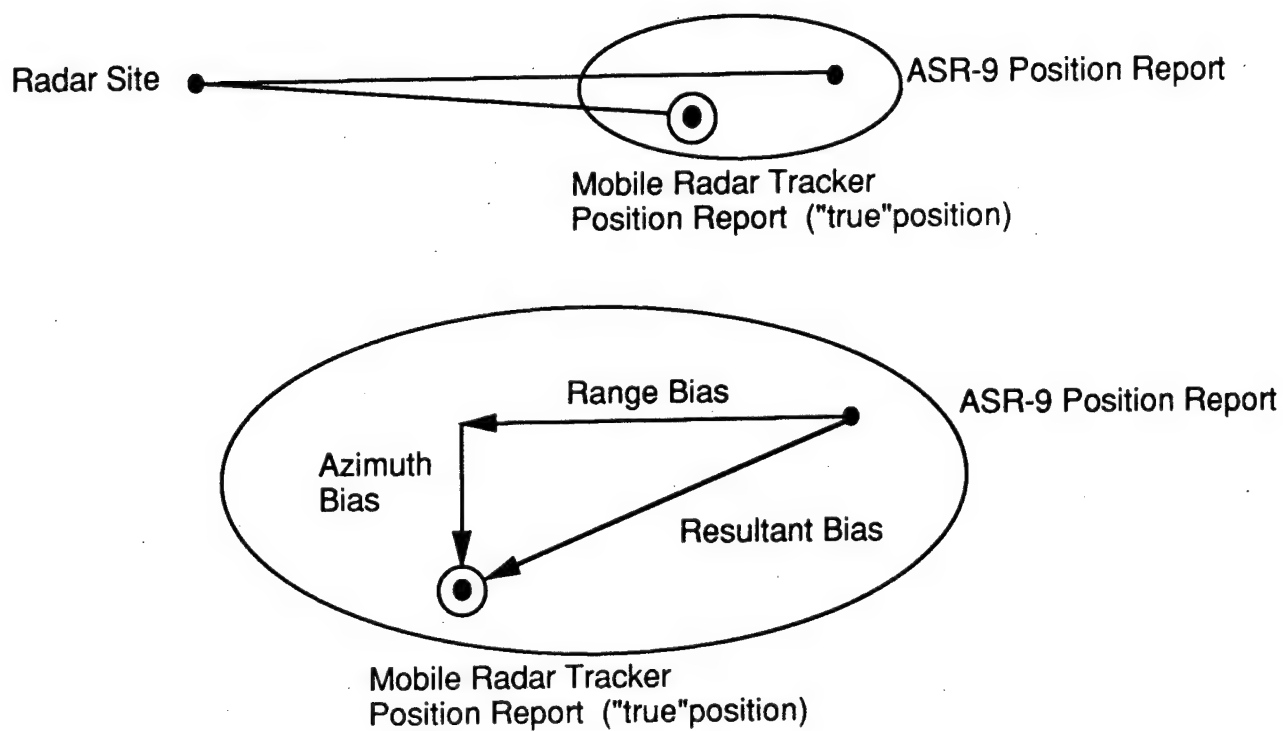 Radar Site
ASR-9 Position Report
Mobile Radar Tracker
Position Report ("true"position)
Range Bias
ASR-9 Position Report
Azimuth
Bias
Resultant Bias
Mobile Radar Tracker
Position Report ("true"position)